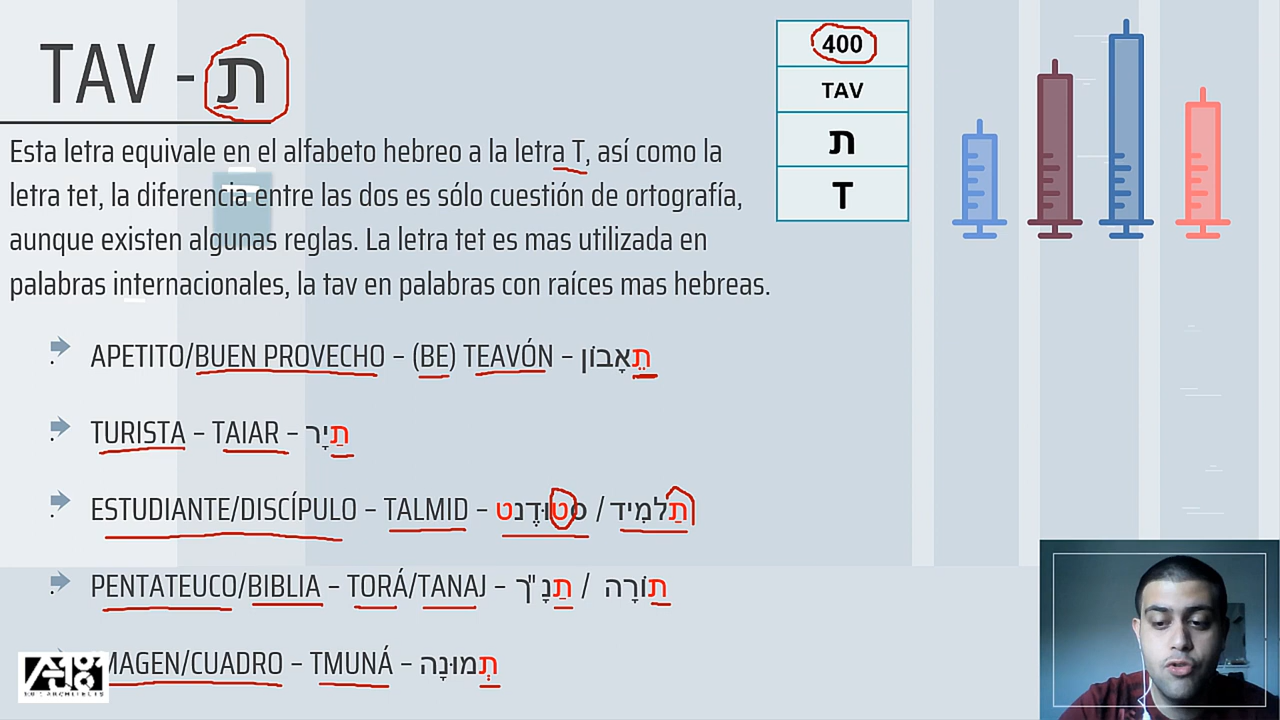 TAV - ת
400
TAV
ת
T
Esta letra equivale en el alfabeto hebreo a la letra T, así como la
letra tet, la diferencia entre las dos es sólo cuestión de ortografía,
aunque existen algunas reglas. La letra tet es mas utilizada en
palabras internacionales, la tav en palabras con raíces mas hebreas.
APETITO/BUEN PROVECHO – (BE) TEAVÓN – תֵאָבוֹן
TURISTA – TAIAR – תַיָר
ESTUDIANTE/DISCÍPULO – TALMID – תַלמִיד / סטוּדֶנט
PENTATEUCO/BIBLIA – TORÁ/TANAJ – תוֹרָה / תַנָ"ך
IMAGEN/CUADRO – TMUNÁ – תְמוּנָה